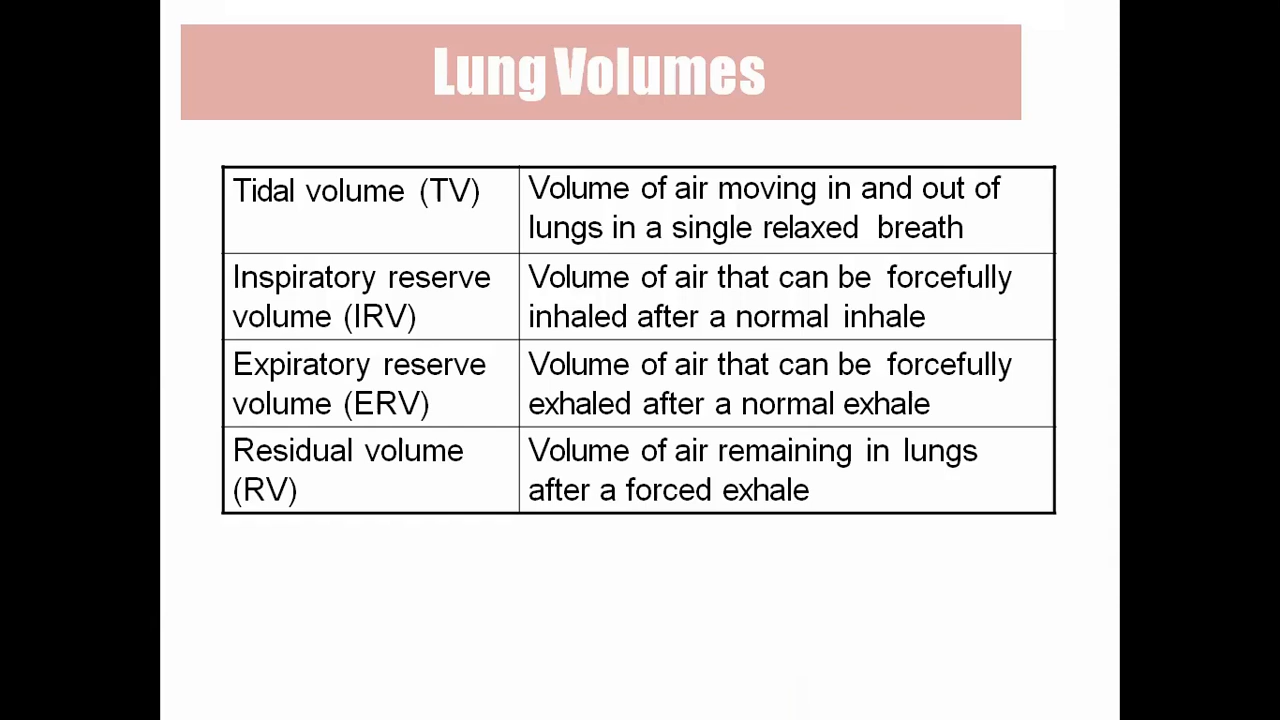 Lung Volumes
Tidal volume (TV)
Volume of air moving in and out of
lungs in a single relaxed breath
Inspiratory reserve
volume (IRV)
Volume of air that can be forcefully
inhaled after a normal inhale
Expiratory reserve
volume (ERV)
Volume of air that can be forcefully
exhaled after a normal exhale
Residual volume
(RV)
Volume of air remaining in lungs
after a forced exhale